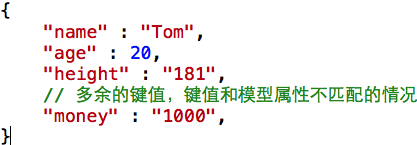 {
"name" : "Tom",
"age" : 20,
"height" : "181",
// 多余的键值，键值和模型属性不匹配的情况
"money" : "1000",
}